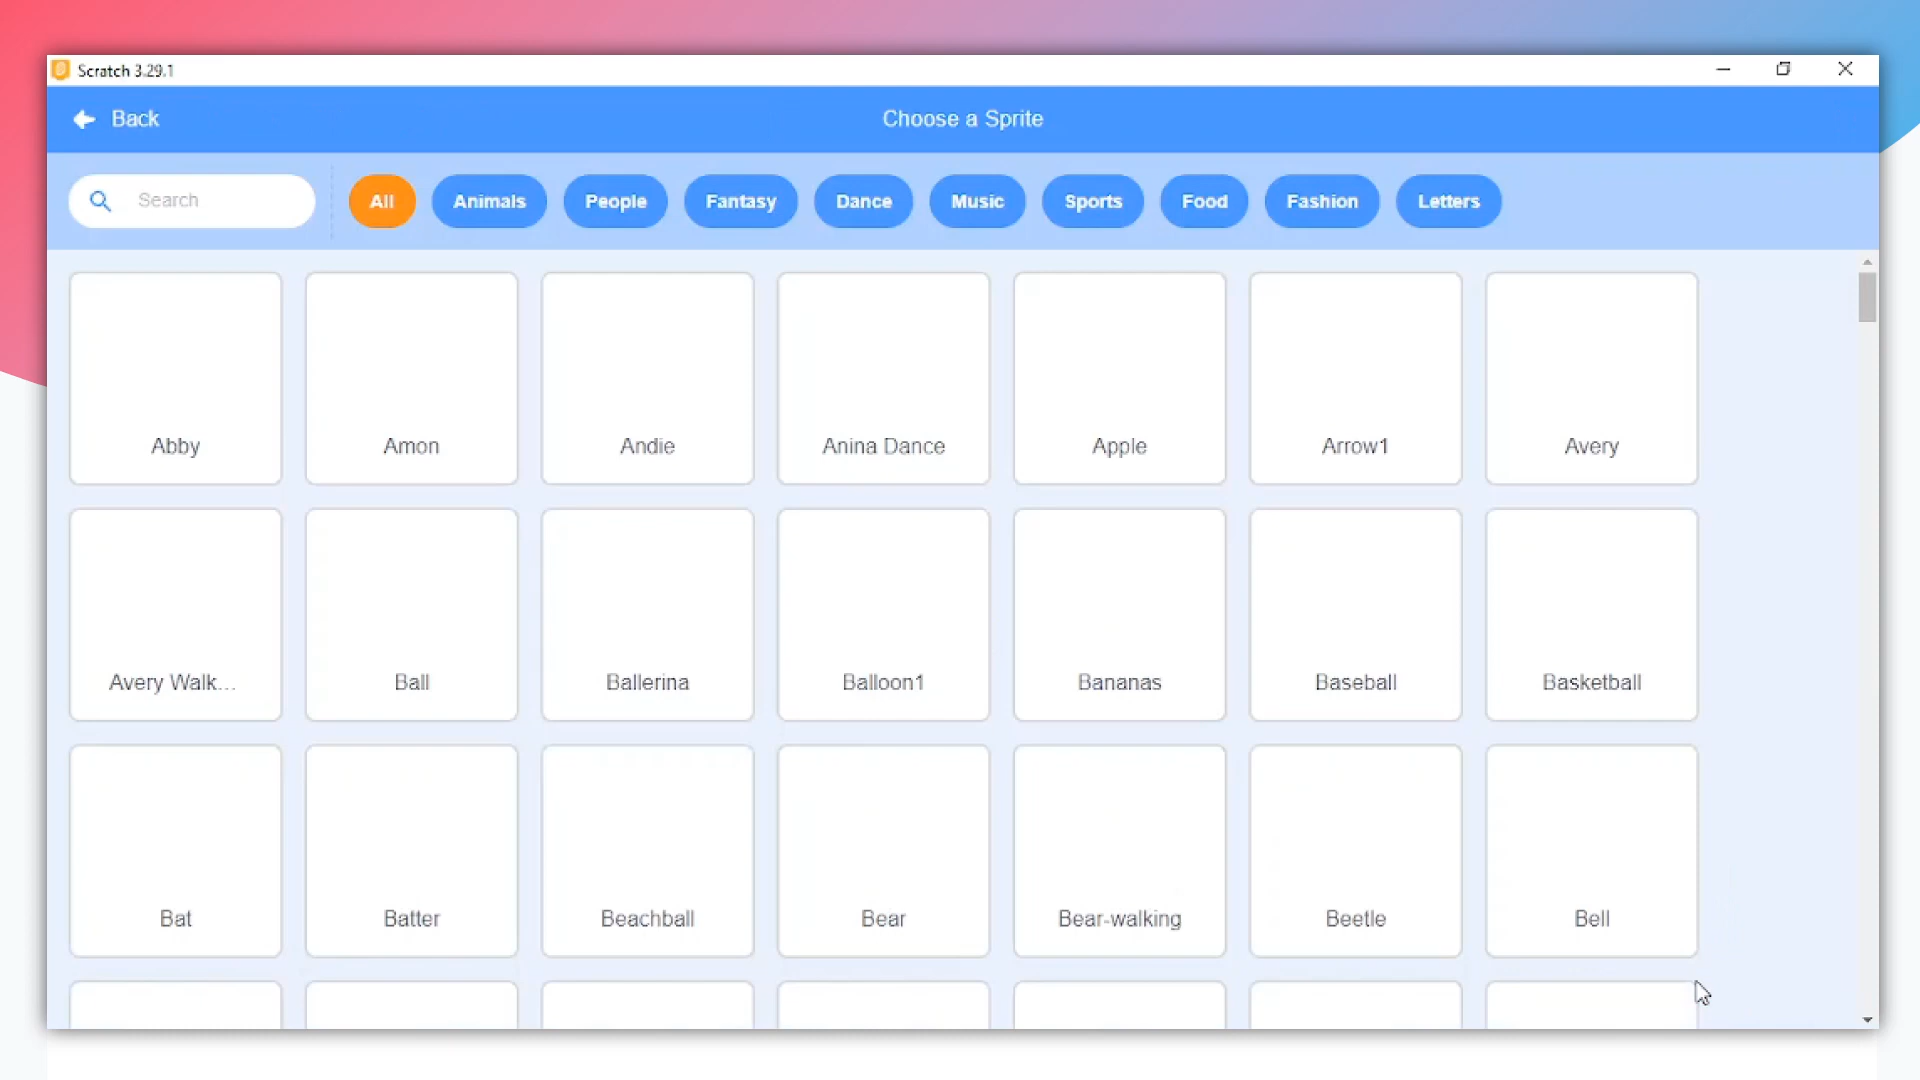 Scratch 3.29.1
Back
Choose a Sprite
Search
All
Animals
People
Fantasy
Dance
Music
Sports
Food
Fashion
Letters
Abby
Amon
Andie
Anina Dance
Apple
Arrow1
Avery
Avery Walk...
Ball
Ballerina
Balloon1
Bananas
Baseball
Basketball
Bat
Batter
Beachball
Bear
Bear-walking
Beetle
Bell